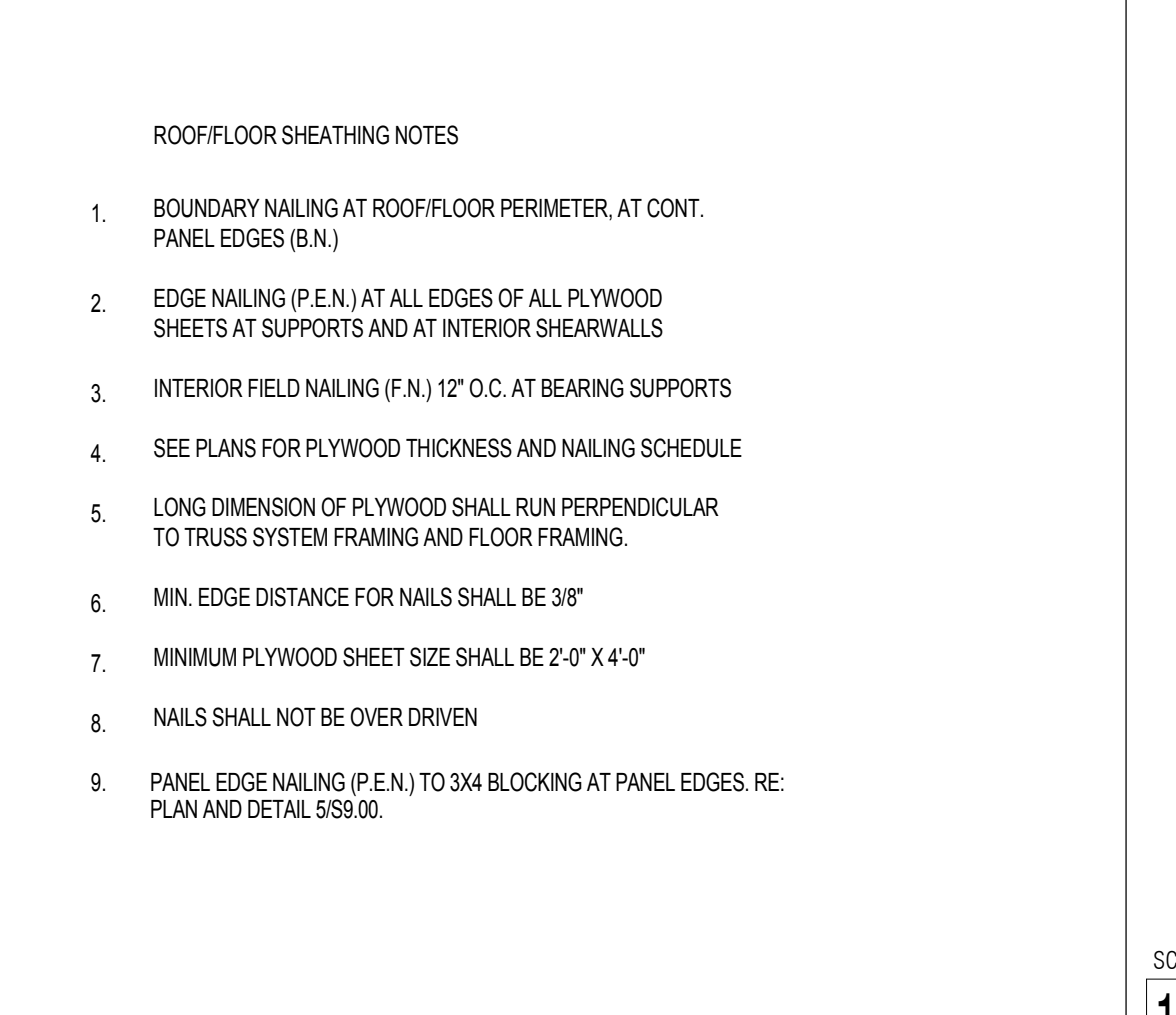 ROOF/FLOOR SHEATHING NOTES
1. BOUNDARY NAILING AT ROOF/FLOOR PERIMETER, AT CONT.
PANEL EDGES (B.N.)
2. EDGE NAILING (P.E.N.) AT ALL EDGES OF ALL PLYWOOD
SHEETS AT SUPPORTS AND AT INTERIOR SHEARWALLS
3. INTERIOR FIELD NAILING (F.N.) 12" O.C. AT BEARING SUPPORTS
4. SEE PLANS FOR PLYWOOD THICKNESS AND NAILING SCHEDULE
5. LONG DIMENSION OF PLYWOOD SHALL RUN PERPENDICULAR
TO TRUSS SYSTEM FRAMING AND FLOOR FRAMING.
6. MIN. EDGE DISTANCE FOR NAILS SHALL BE 3/8"
7. MINIMUM PLYWOOD SHEET SIZE SHALL BE 2'-0" X 4'-0"
8. NAILS SHALL NOT BE OVER DRIVEN
9. PANEL EDGE NAILING (P.E.N.) TO 3X4 BLOCKING AT PANEL EDGES. RE:
PLAN AND DETAIL 5/S9.00.
SC
1